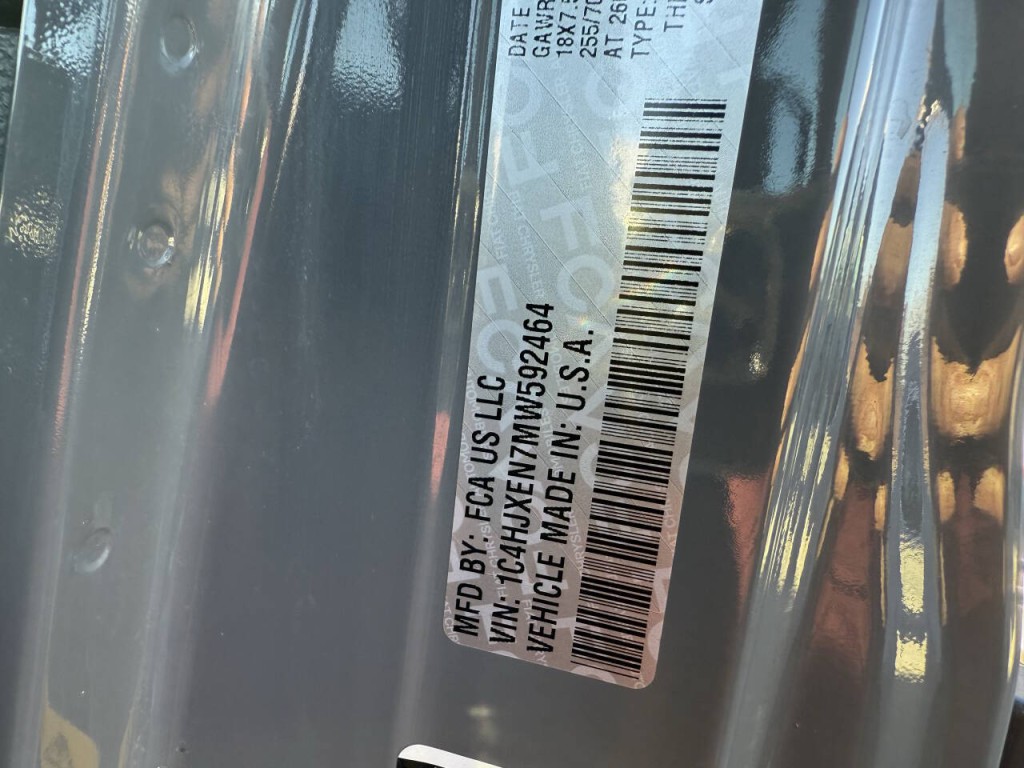 MFD BY: FCA US LLC
VIN: 1C4HJXEN7MW592464
VEHICLE MADE IN: U.S.A.
DATE
GAWR
18X7.5
255/70
AT 26
TYPE: